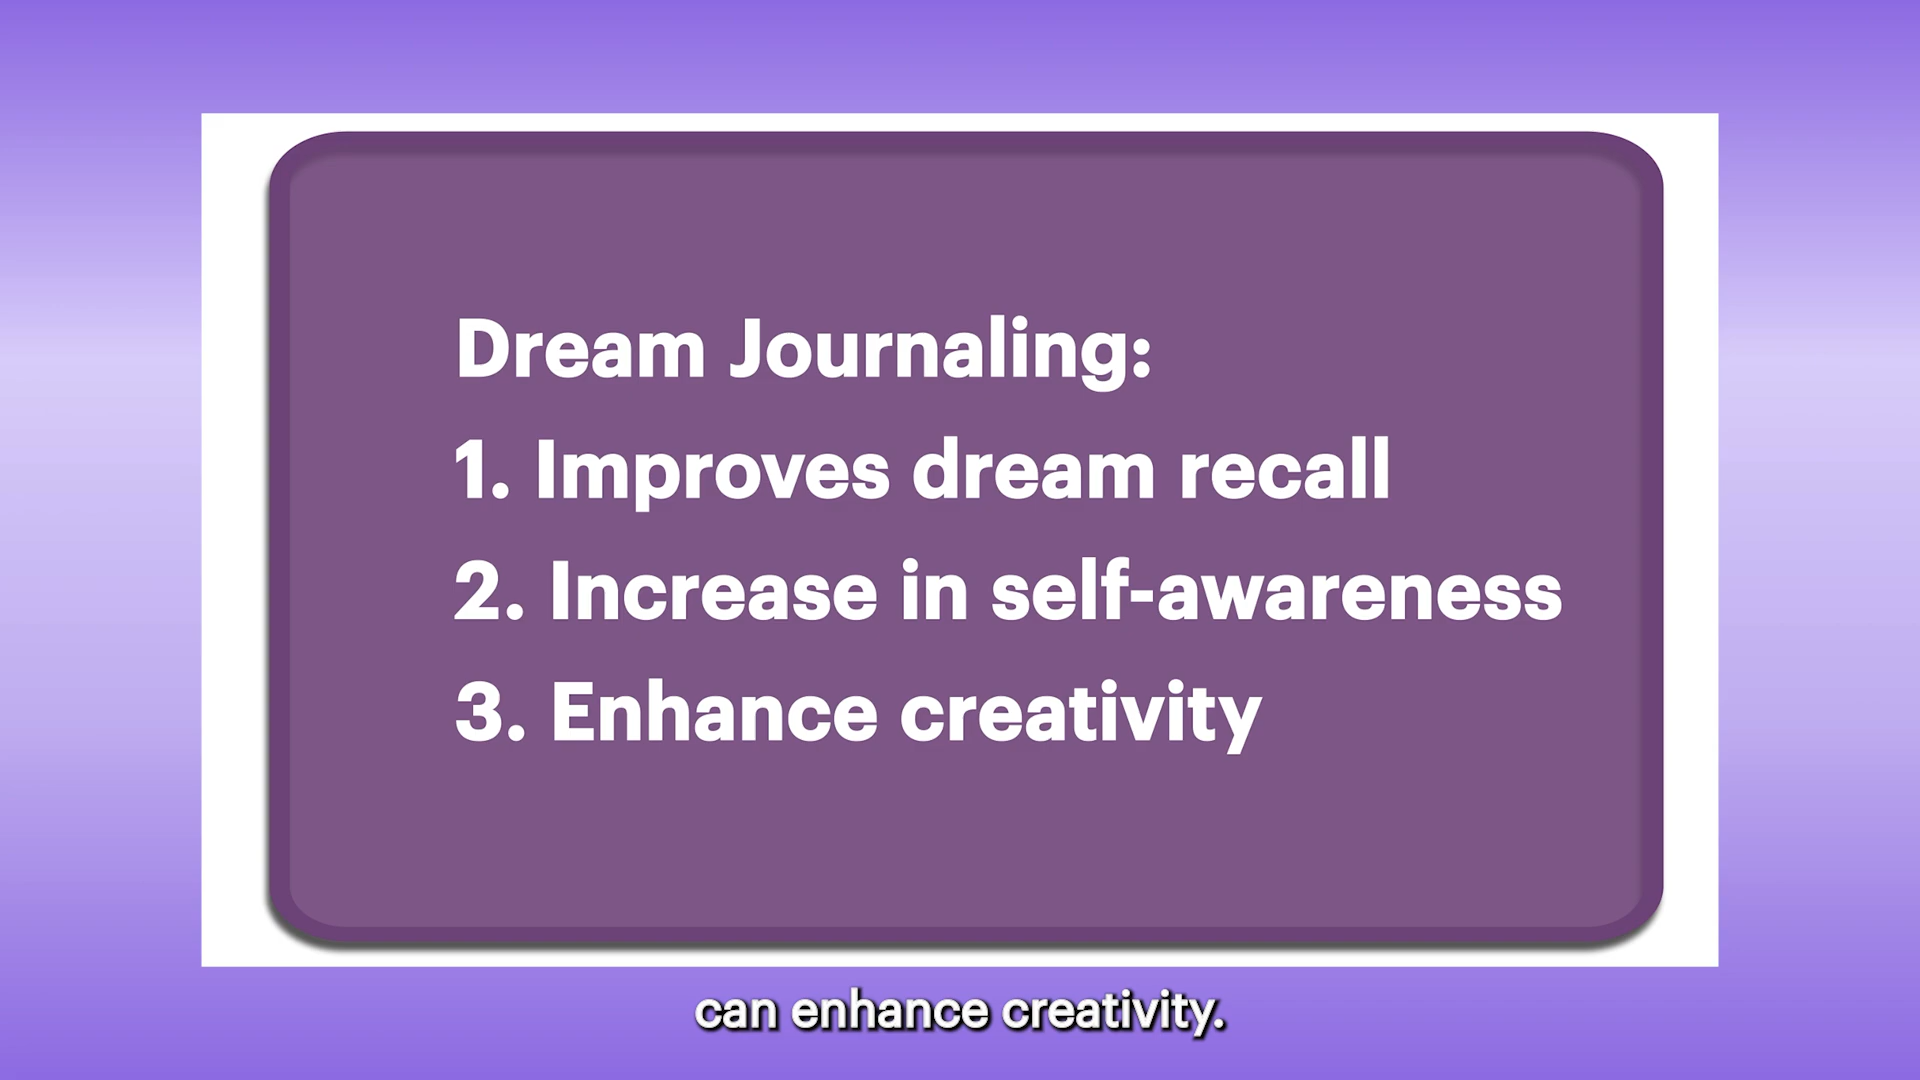 Dream Journaling:
1. Improves dream recall
2. Increase in self-awareness
3. Enhance creativity
can enhance creativity.